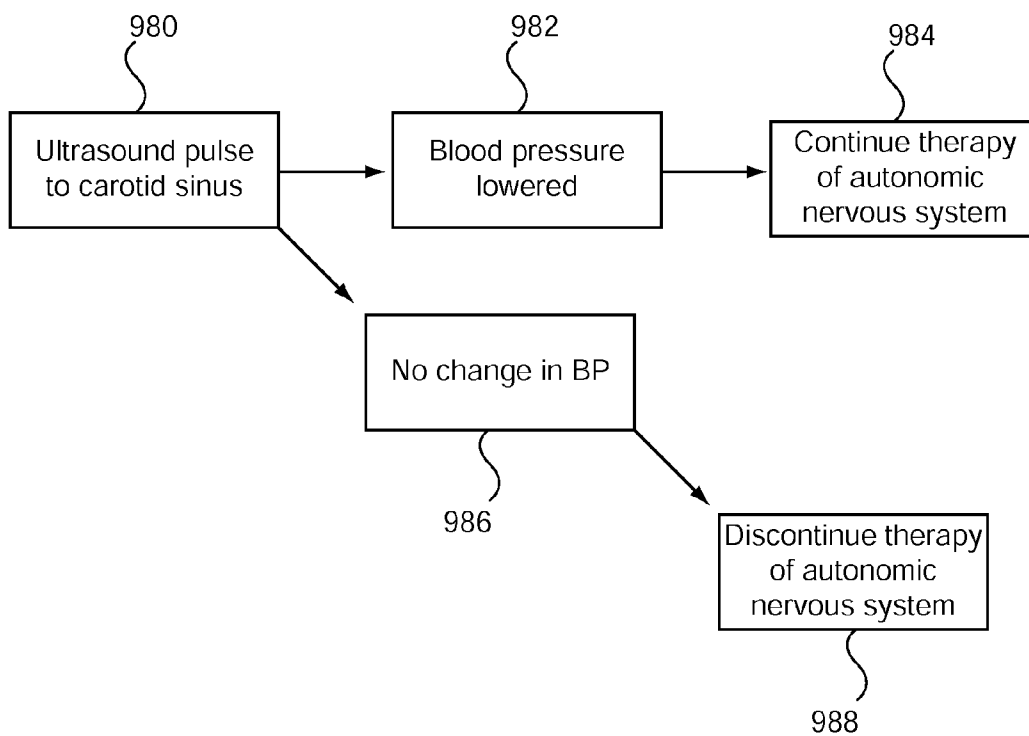 980
982
984
Ultrasound pulse
to carotid sinus
Blood pressure
lowered
Continue therapy
of autonomic
nervous system
No change in BP
986
Discontinue therapy
of autonomic
nervous system
988